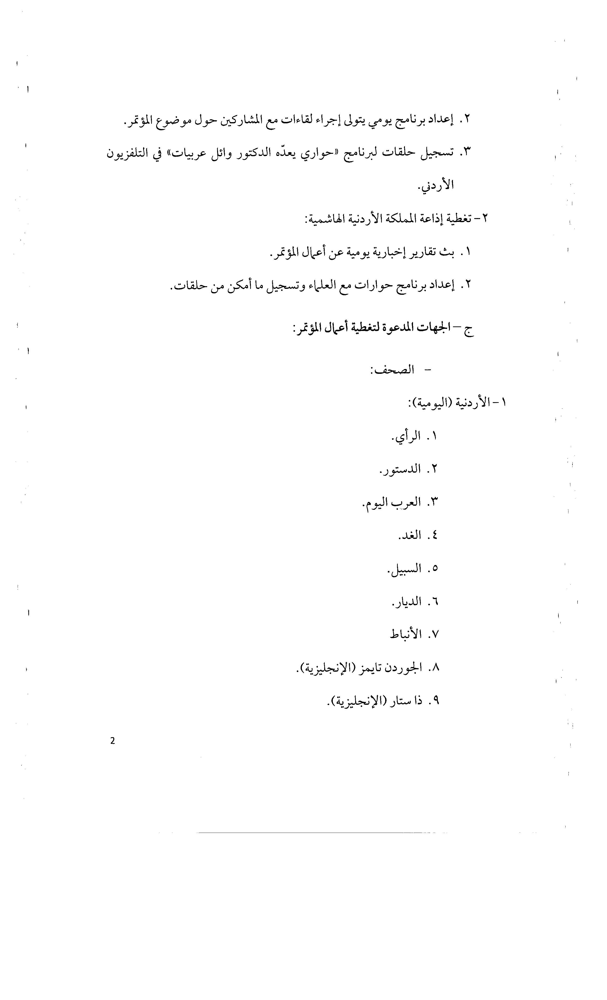 ٢. إعداد برنامج يومي يتولى إجراء لقاءات مع المشاركين حول موضوع المؤتمر.
٣. تسجيل حلقات لبرنامج «حواري يعدّه الدكتور وائل عربيات» في التلفزيون
الأردني.
٢- تغطية إذاعة المملكة الأردنية الهاشمية:
١. بث تقارير إخبارية يومية عن أعمال المؤتمر.
٢. إعداد برنامج حوارات مع العلماء وتسجيل ما أمكن من حلقات.
ج – الجهات المدعوة لتغطية أعمال المؤتمر:
- الصحف:
١- الأردنية (اليومية):
١. الرأي.
٢. الدستور.
٣. العرب اليوم.
٤. الغد.
٥. السبيل.
٦. الديار.
٧. الأنباط
٨. الجوردن تايمز (الإنجليزية).
٩. ذا ستار (الإنجليزية).
2